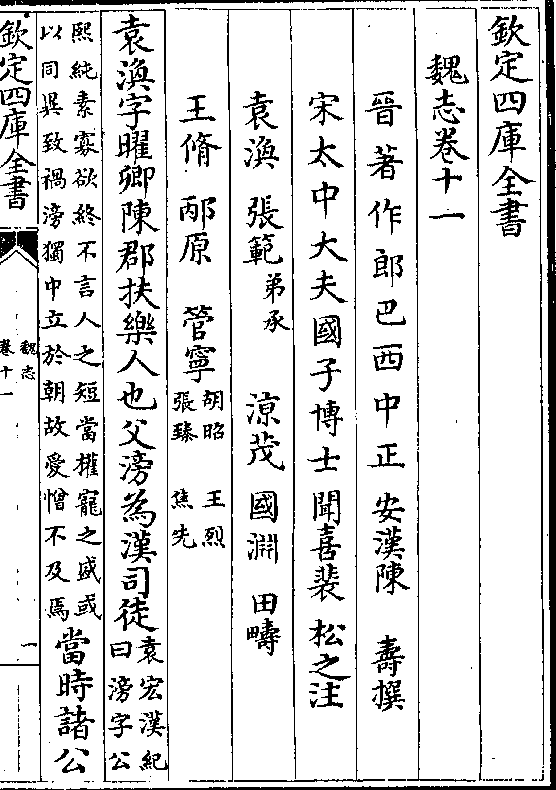 欽定四庫全書
魏志卷十一
晉著作郎巴西中正安漢陳壽撰
宋太中大夫國子博士聞喜裴松之注
袁渙 張範 弟承 涼茂 國淵 田疇
王脩 邴原 管寧 胡昭 王烈 張臶 焦先
袁渙字曜卿陳郡扶樂人也父滂為漢司徒 袁宏漢紀曰滂字公
熙純素寡欲終不言人之短當權寵之盛或以同異致禍滂獨中立於朝故愛憎不及焉 當時諸公
欽定四庫全書
魏志
卷十一
一